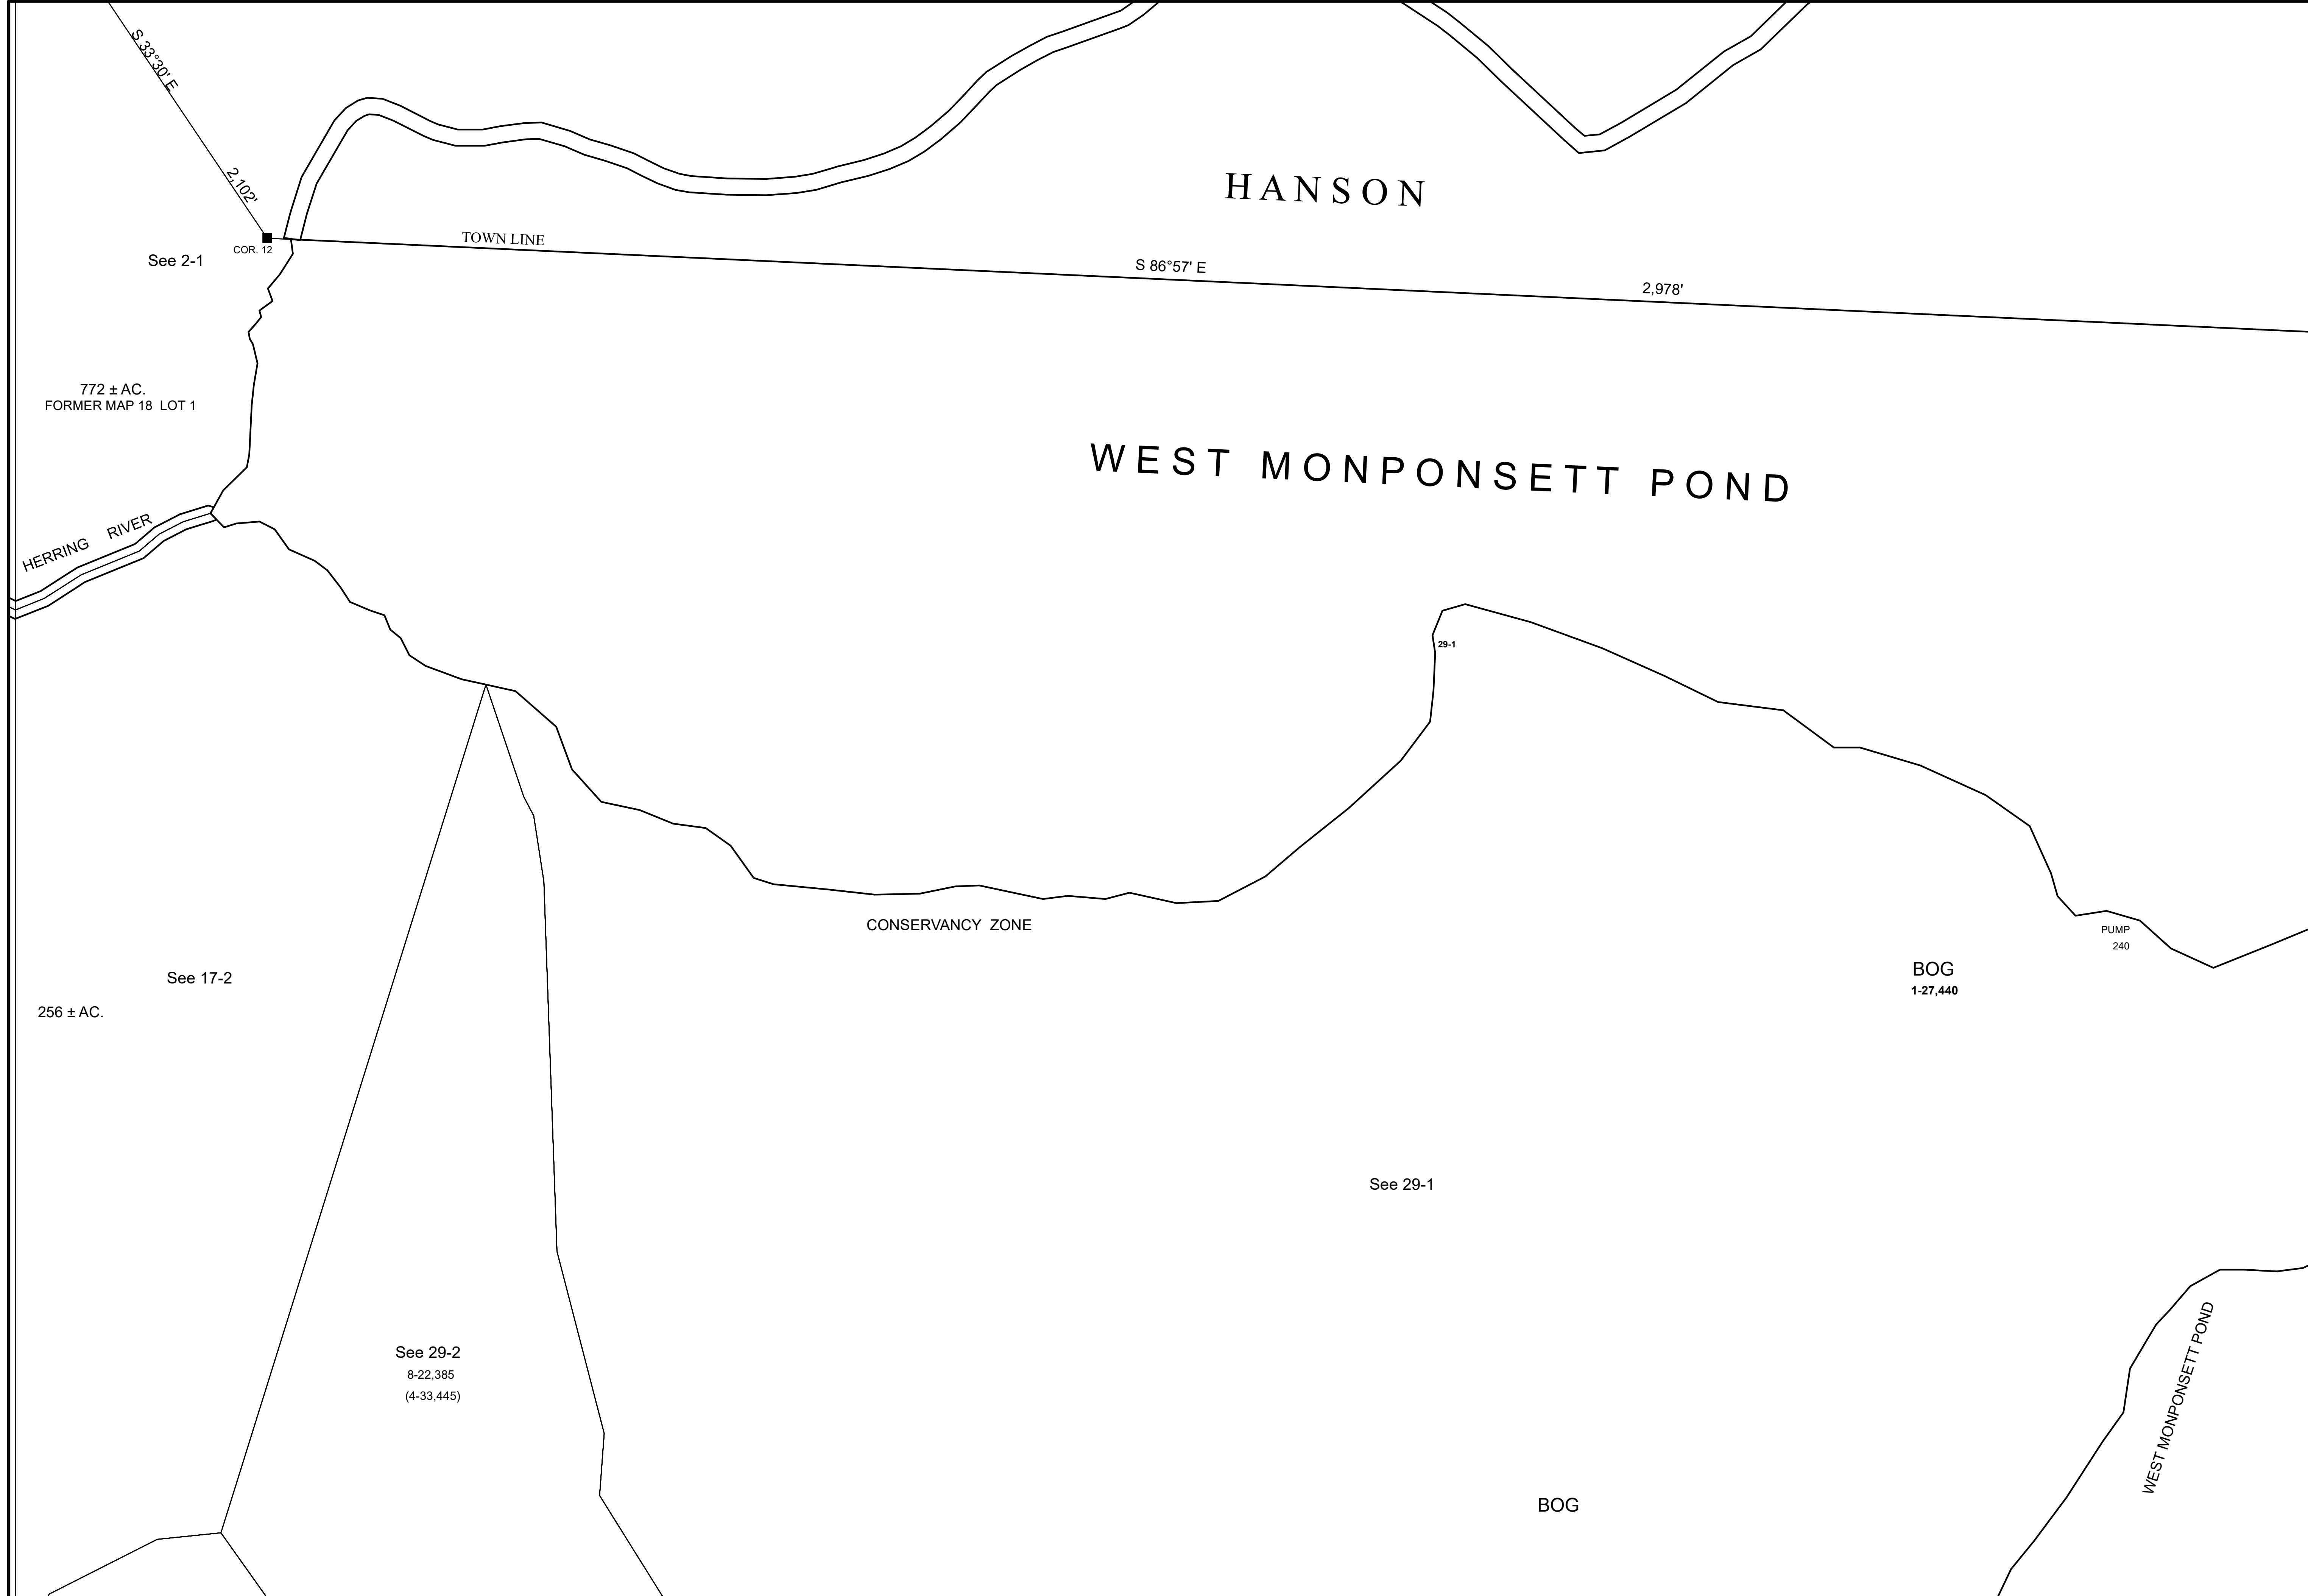 S 33°30' E
2,102'
HANSON
TOWN LINE
COR. 12
See 2-1
S 86°57' E
2,978'
772 ± AC.
FORMER MAP 18 LOT 1
WEST MONPONSETT POND
HERRING RIVER
29-1
CONSERVANCY ZONE
PUMP
240
BOG
1-27,440
See 17-2
256 ± AC.
See 29-1
See 29-2
8-22,385
(4-33,445)
WEST MONPONSETT POND
BOG